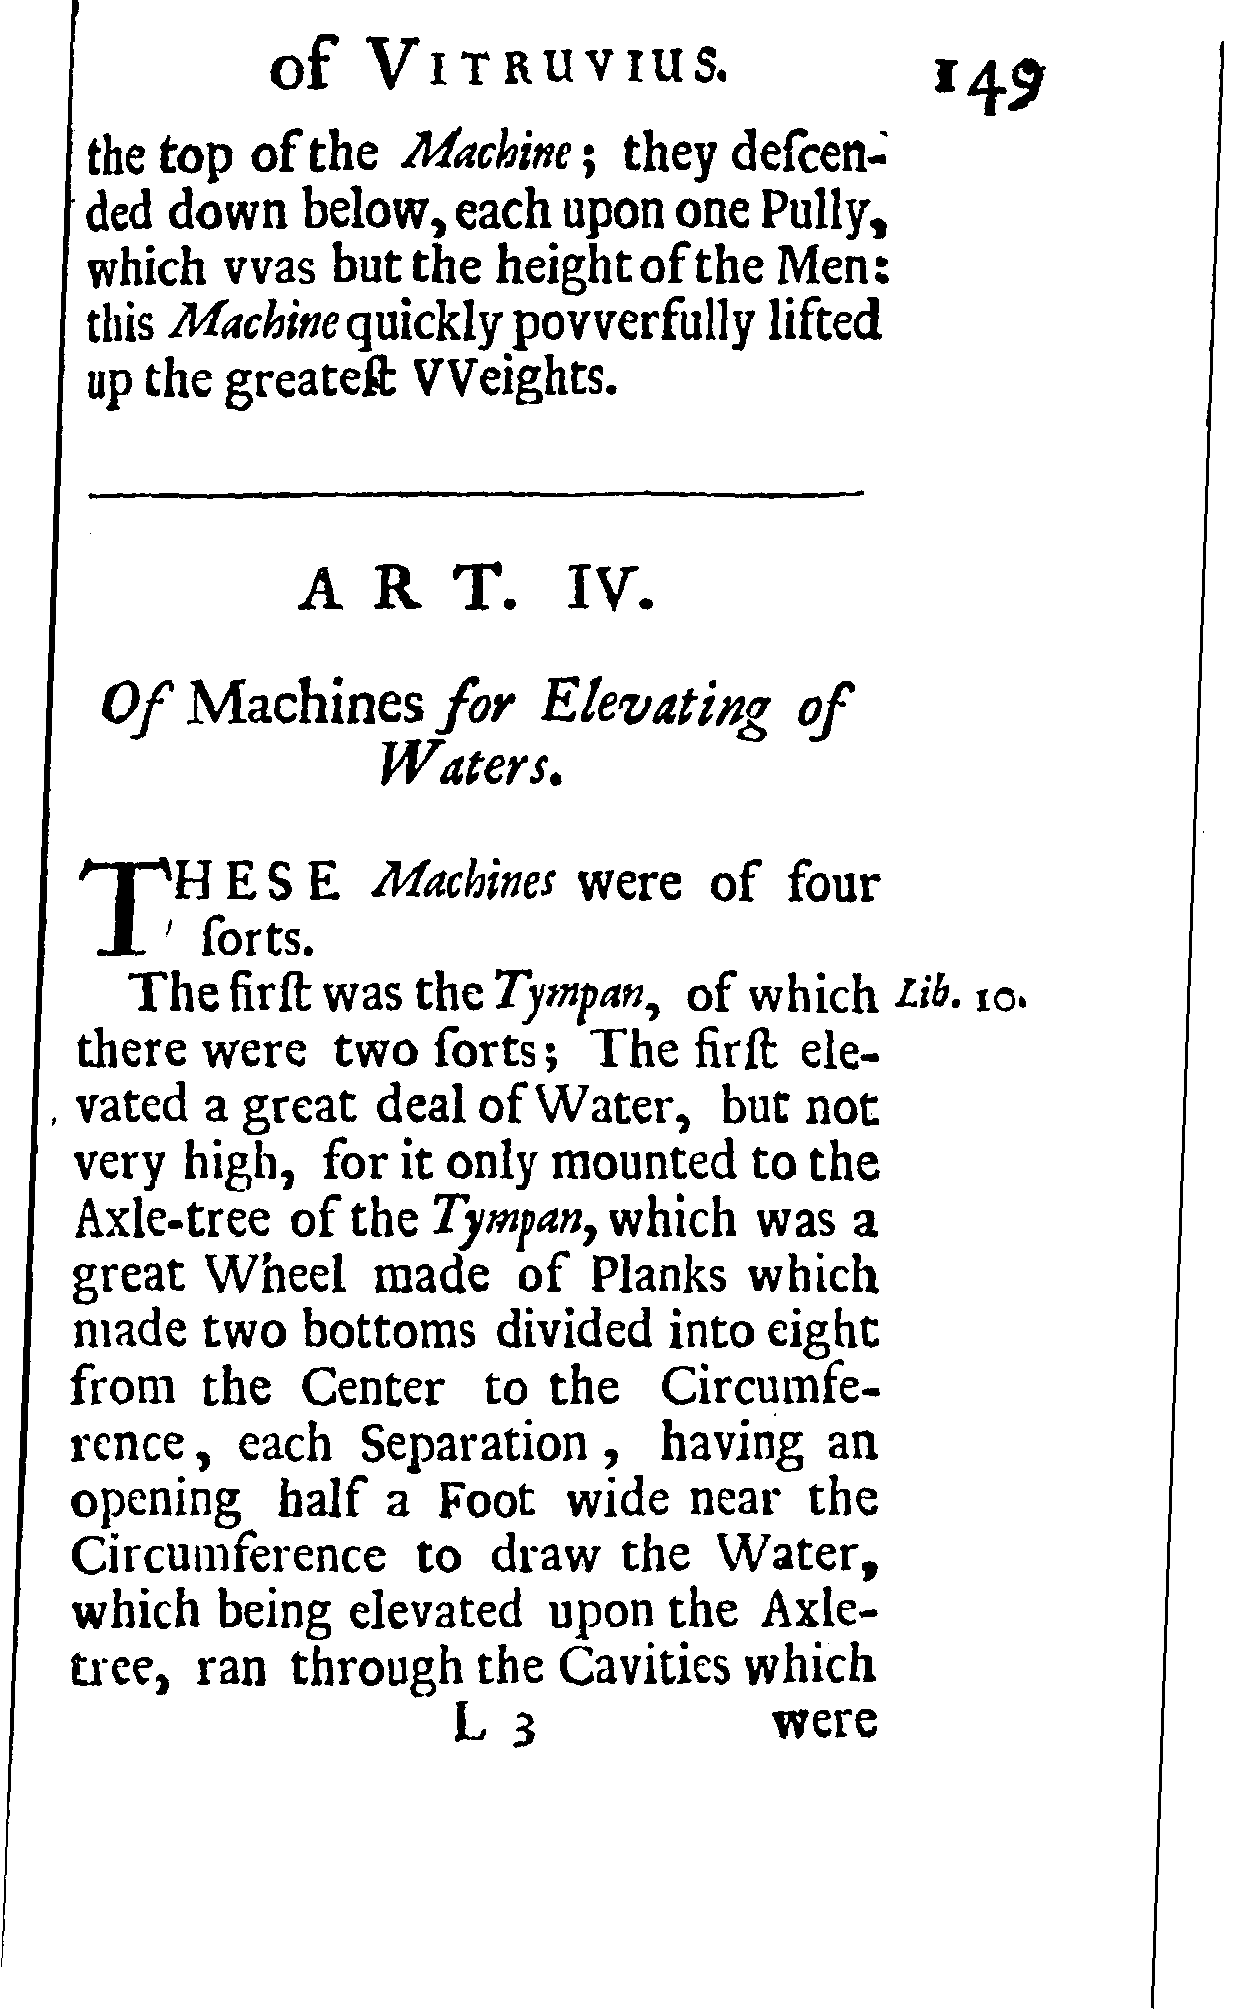 of VITRUVIUS. 149
the top of the Machine; they deſcen-
ded down below, each upon one Pully,
which vvas but the height of the Men:
this Machine quickly povverfully lifted
up the greateſt VVeights.
ART. IV.
Of Machines for Elevating of
Waters.
THESE Machines were of four
ſorts.
The firſt was the Tympan, of which Lib. 10.
there were two ſorts; The firſt ele-
vated a great deal of Water, but not
very high, for it only mounted to the
Axle-tree of the Tympan, which was a
great Wheel made of Planks which
made two bottoms divided into eight
from the Center to the Circumfe-
rence, each Separation, having an
opening half a Foot wide near the
Circumference to draw the Water,
which being elevated upon the Axle-
tree, ran through the Cavities which
L 3 were